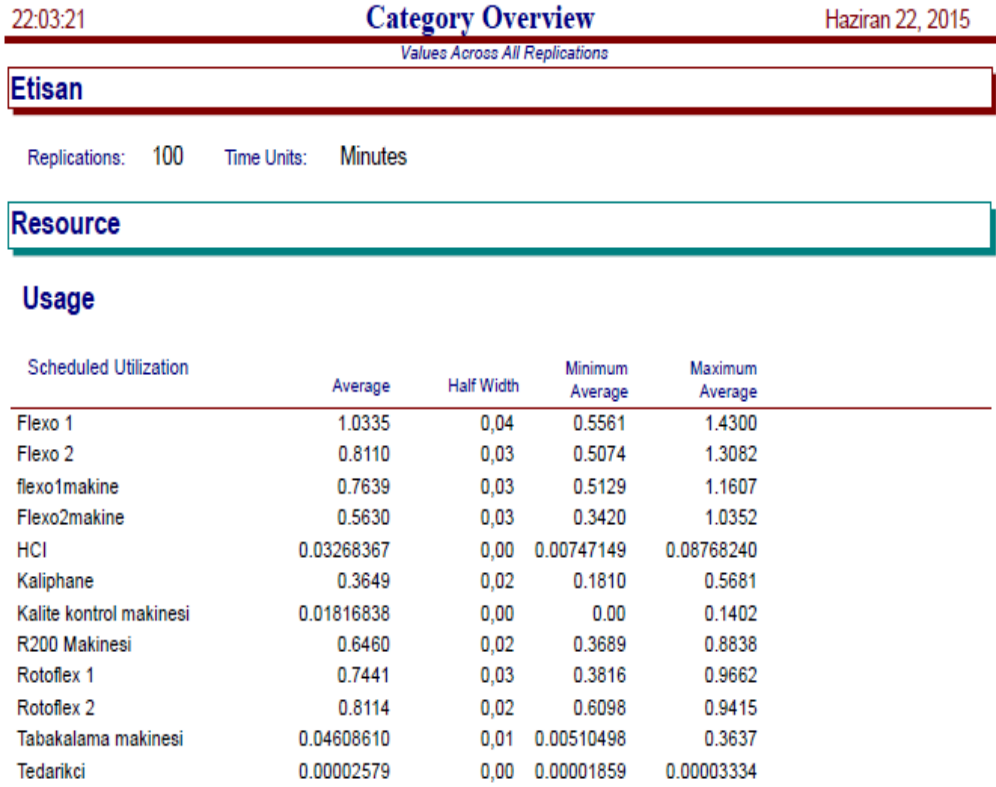 22:03:21 Category Overview Haziran 22, 2015
Values Across All Replications
Etisan
Replications: 100 Time Units: Minutes
Resource
Usage
Scheduled Utilization Average Half Width Minimum Average Maximum Average
Flexo 1 1.0335 0,04 0.5561 1.4300
Flexo 2 0.8110 0,03 0.5074 1.3082
flexo1makine 0.7639 0,03 0.5129 1.1607
Flexo2makine 0.5630 0,03 0.3420 1.0352
HCI 0.03268367 0,00 0.00747149 0.08768240
Kaliphane 0.3649 0,02 0.1810 0.5681
Kalite kontrol makinesi 0.01816838 0,00 0.00 0.1402
R200 Makinesi 0.6460 0,02 0.3689 0.8838
Rotoflex 1 0.7441 0,03 0.3816 0.9662
Rotoflex 2 0.8114 0,02 0.6098 0.9415
Tabakalama makinesi 0.04608610 0,01 0.00510498 0.3637
Tedarikci 0.00002579 0,00 0.00001859 0.00003334